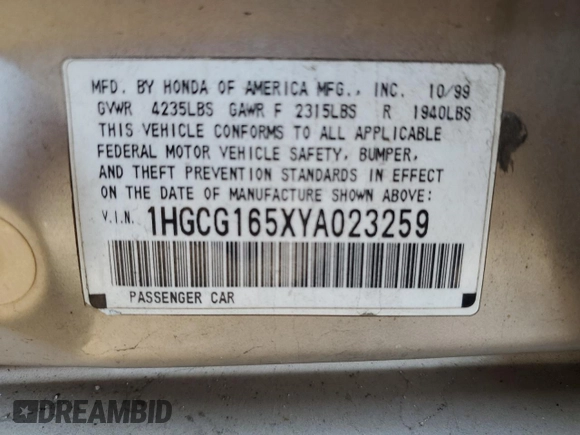 MFD. BY HONDA OF AMERICA MFG., INC. 10/99
GVWR 4235LBS GAWR F 2315LBS R 1940LBS
THIS VEHICLE CONFORMS TO ALL APPLICABLE
FEDERAL MOTOR VEHICLE SAFETY, BUMPER,
AND THEFT PREVENTION STANDARDS IN EFFECT
ON THE DATE OF MANUFACTURE SHOWN ABOVE:
V.I.N. 1HGCG165XYA023259
PASSENGER CAR
DREAMBID